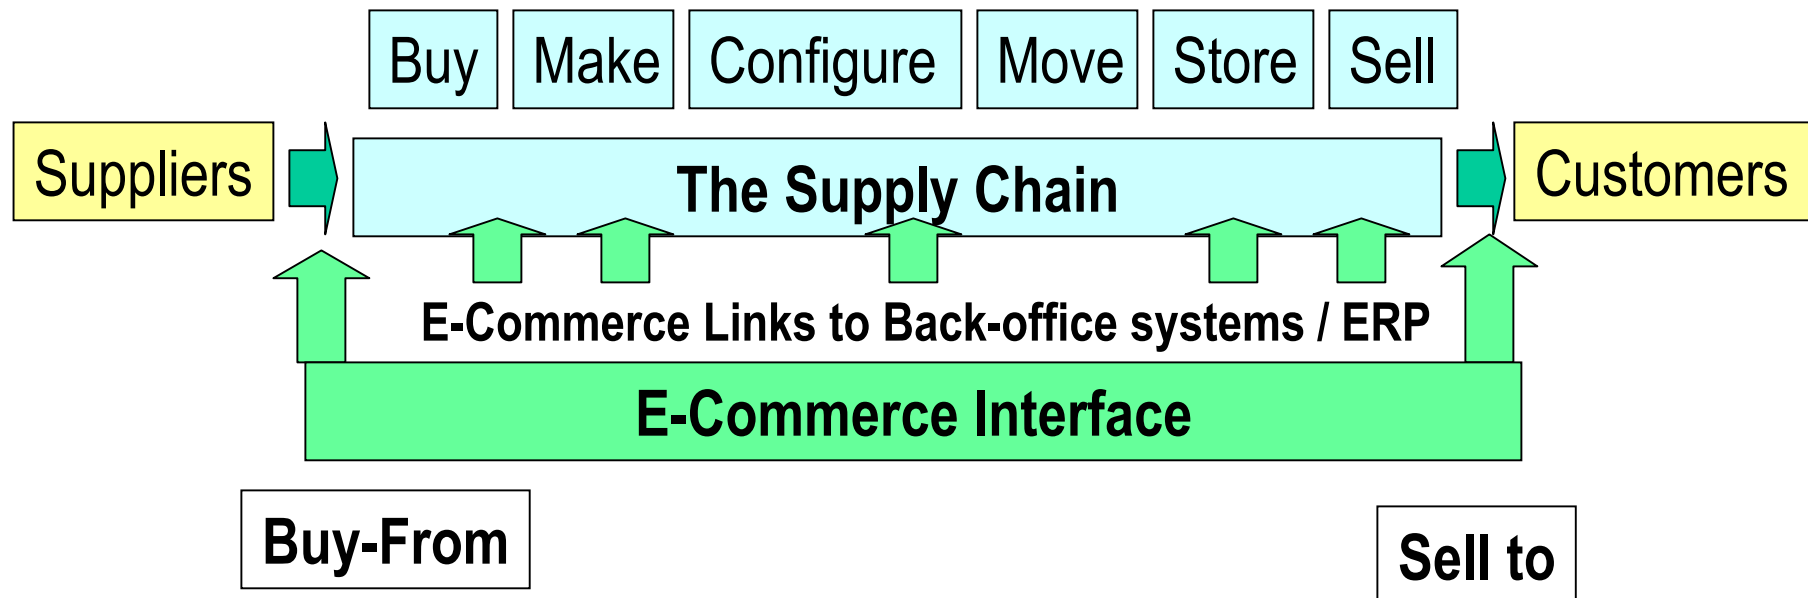 Buy Make Configure Move Store Sell
Suppliers The Supply Chain Customers
E-Commerce Links to Back-office systems / ERP
E-Commerce Interface
Buy-From
Sell to